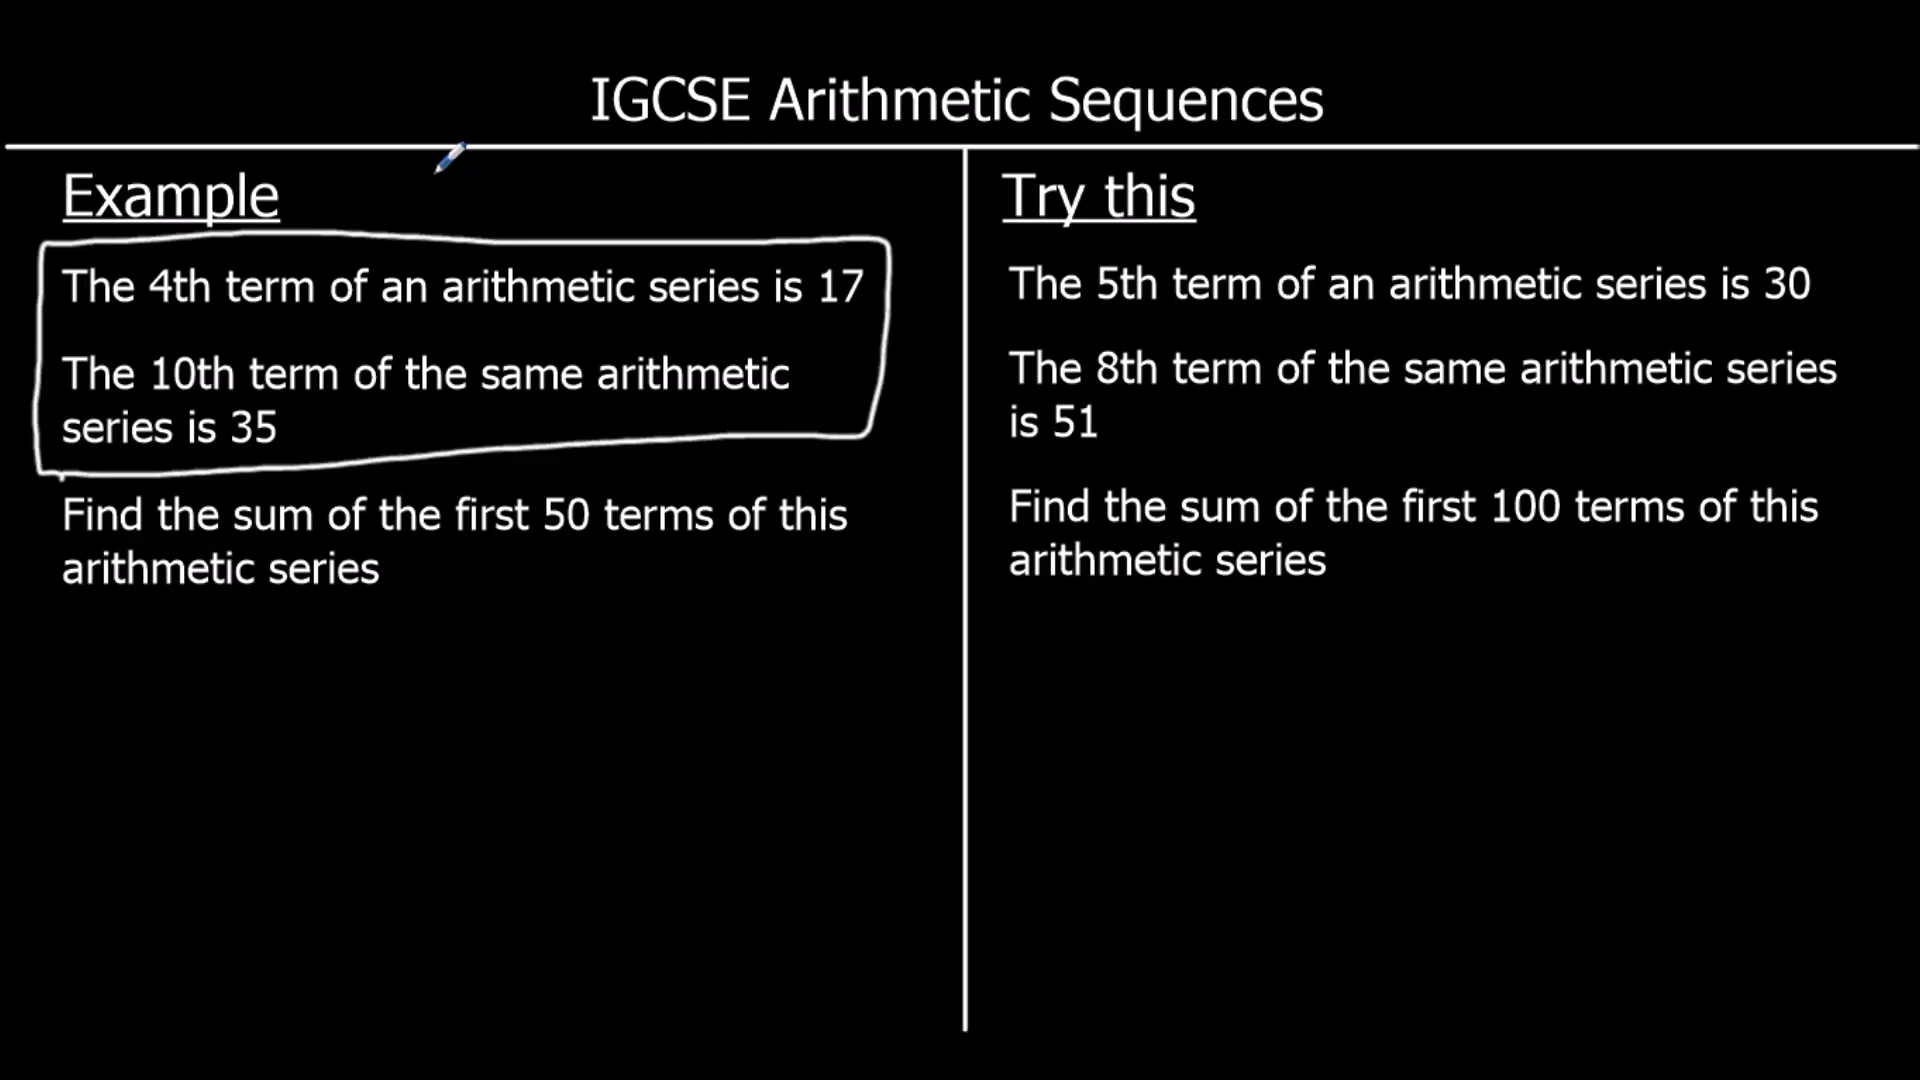 IGCSE Arithmetic Sequences
Example
The 4th term of an arithmetic series is 17
The 10th term of the same arithmetic
series is 35
Find the sum of the first 50 terms of this
arithmetic series
Try this
The 5th term of an arithmetic series is 30
The 8th term of the same arithmetic series
is 51
Find the sum of the first 100 terms of this
arithmetic series